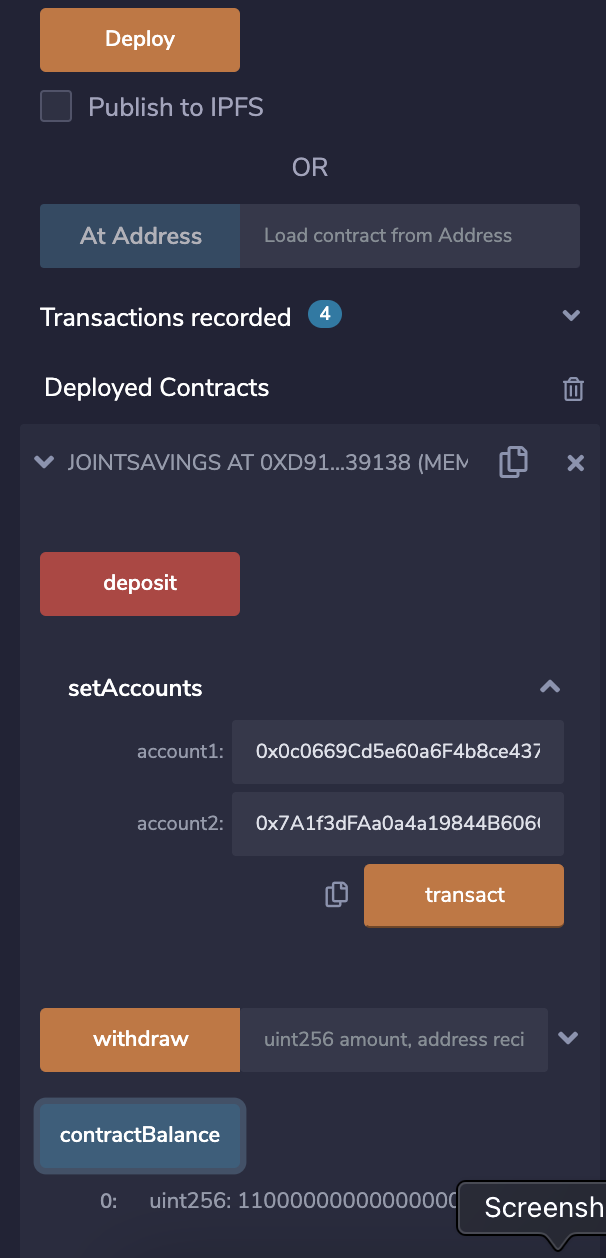 Deploy
Publish to IPFS
OR
At Address Load contract from Address
Transactions recorded 4
Deployed Contracts
JOINTSAVINGS AT 0XD91...39138 (MEM
deposit
setAccounts
account1: 0x0c0669Cd5e60a6F4b8ce437
account2: 0x7A1f3dFAa0a4a19844B606
transact
withdraw uint256 amount, address reci
contractBalance
0: uint256: 11000000000000000
Screensh